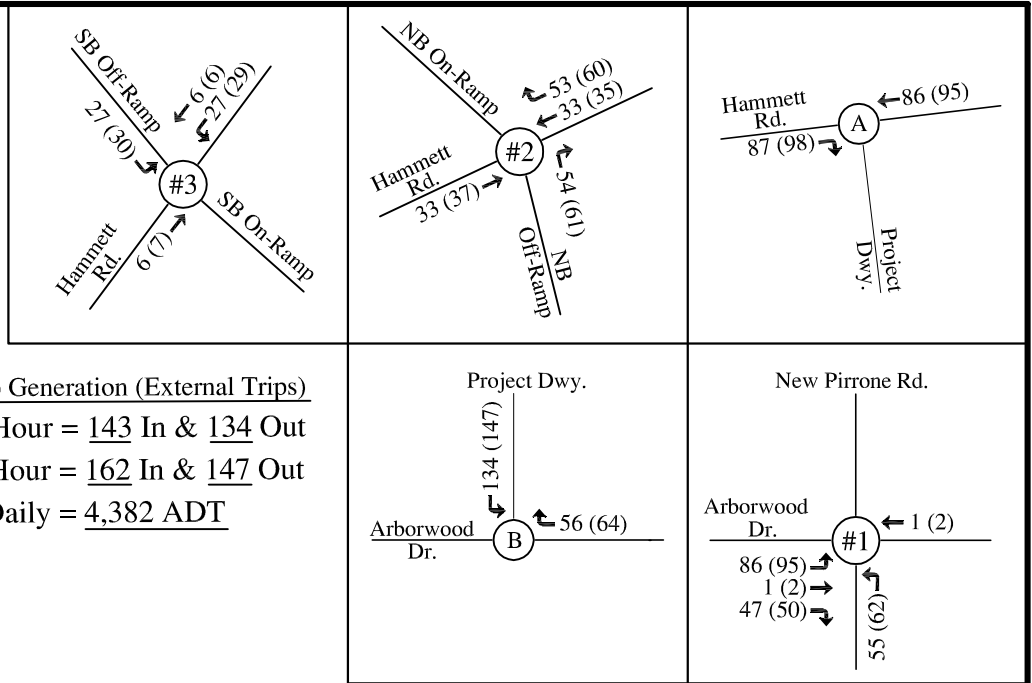 SB Off-Ramp
6 (6)
27 (29)
27 (30)
#3
SB On-Ramp
Hammett
Rd.
6 (7)
NB On-Ramp
53 (60)
33 (35)
#2
Hammett
Rd.
33 (37)
54 (61)
NB
Off-Ramp
86 (95)
Hammett
Rd.
A
87 (98)
Project
Dwy.
Generation (External Trips)
Hour = 143 In & 134 Out
Hour = 162 In & 147 Out
Daily = 4,382 ADT
Project Dwy.
134 (147)
56 (64)
Arborwood
Dr.
B
New Pirrone Rd.
Arborwood
Dr.
1 (2)
#1
86 (95)
1 (2)
47 (50)
55 (62)